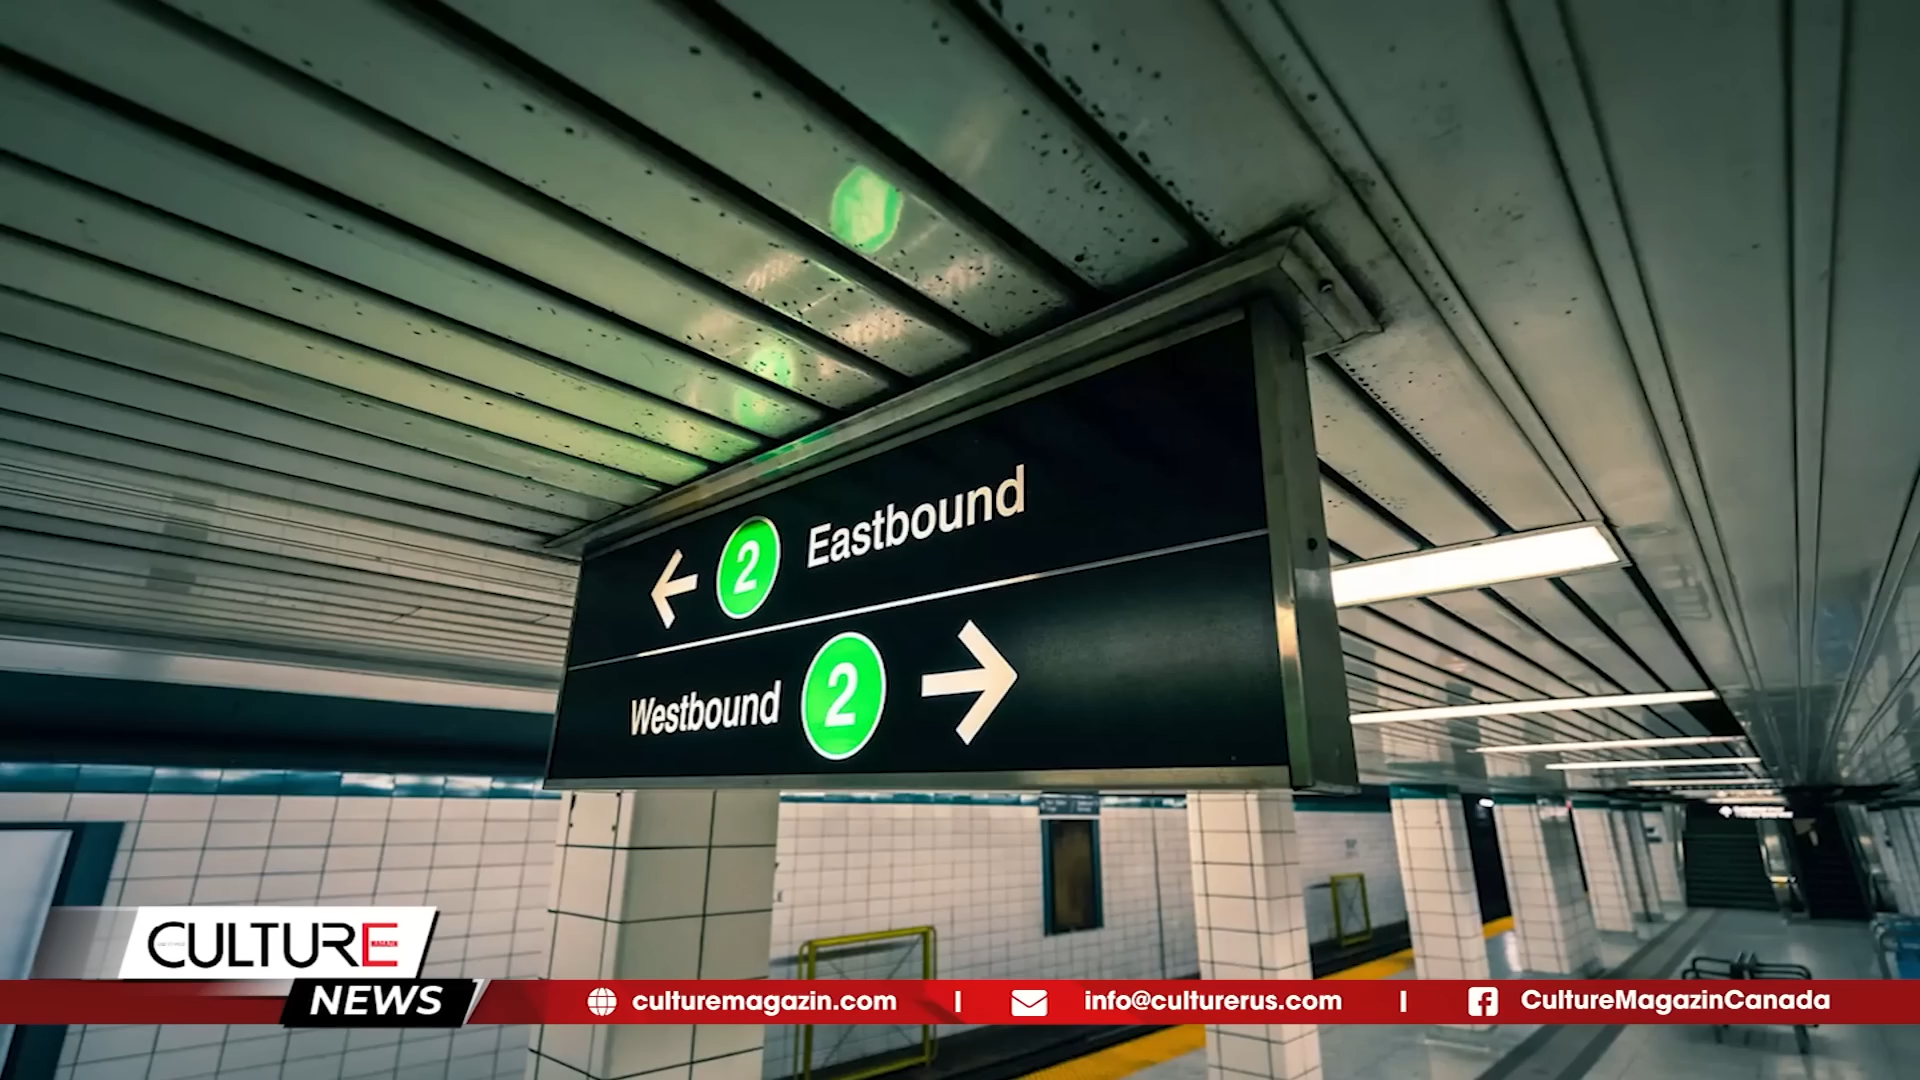 2 Eastbound
Westbound 2
CULTURE
NEWS
culturemagazin.com | info@culturerus.com | CultureMagazinCanada